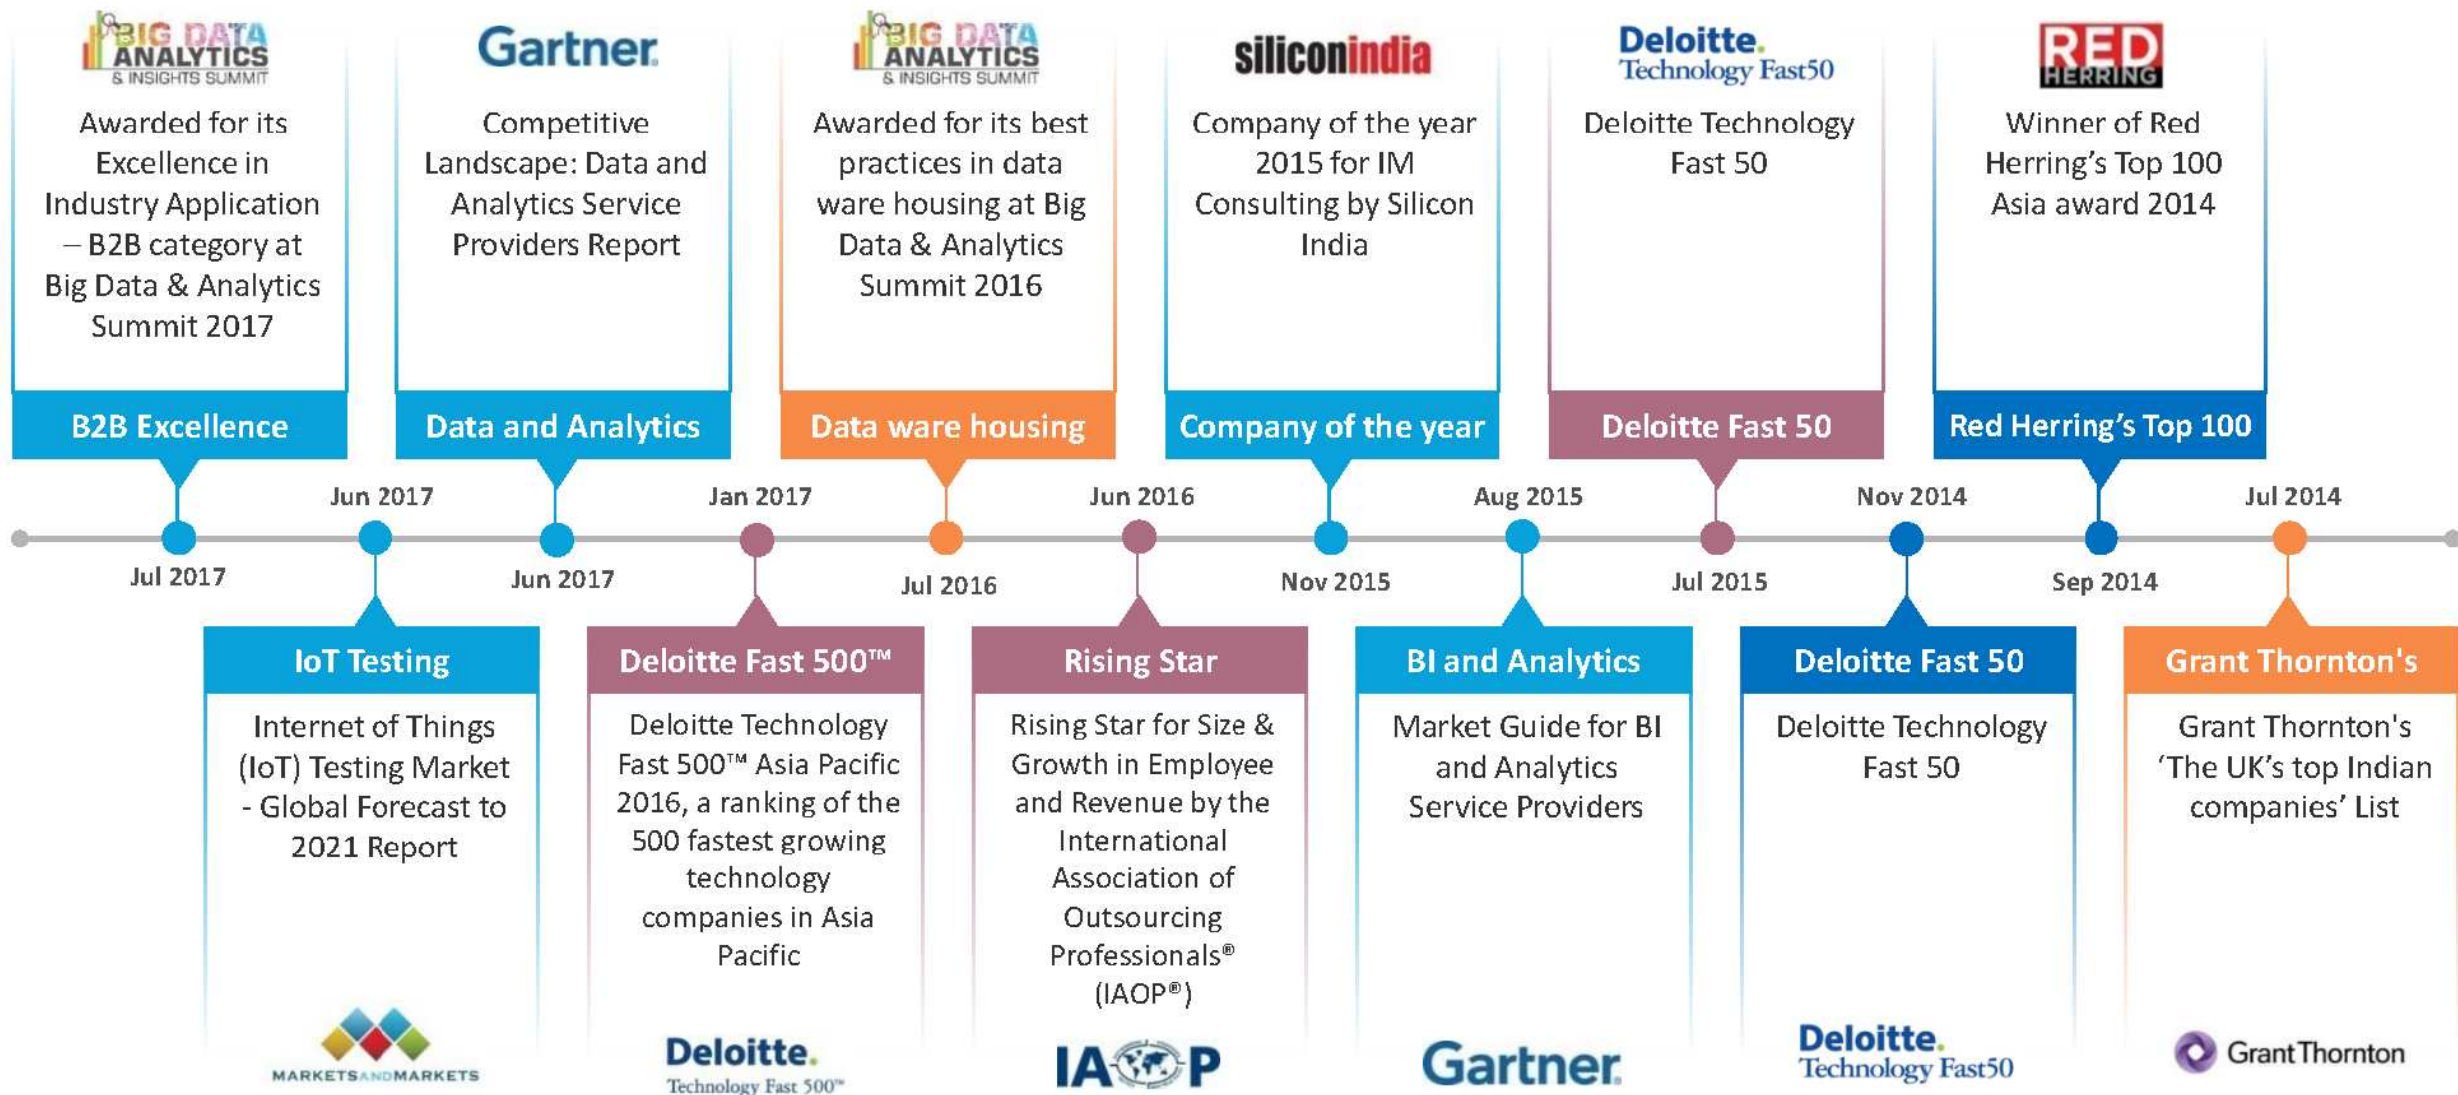 BIG DATA
ANALYTICS
& INSIGHTS SUMMIT
Awarded for its
Excellence in
Industry Application
– B2B category at
Big Data & Analytics
Summit 2017
B2B Excellence
Jul 2017
Gartner.
Competitive
Landscape: Data and
Analytics Service
Providers Report
Data and Analytics
Jun 2017
BIG DATA
ANALYTICS
& INSIGHTS SUMMIT
Awarded for its best
practices in data
ware housing at Big
Data & Analytics
Summit 2016
Data ware housing
Jul 2016
siliconindia
Company of the year
2015 for IM
Consulting by Silicon
India
Company of the year
Nov 2015
Deloitte.
Technology Fast50
Deloitte Technology
Fast 50
Deloitte Fast 50
Jul 2015
RED
HERRING
Winner of Red
Herring’s Top 100
Asia award 2014
Red Herring’s Top 100
Sep 2014
Jun 2017
IoT Testing
Internet of Things
(IoT) Testing Market
- Global Forecast to
2021 Report
MARKETSANDMARKETS
Jan 2017
Deloitte Fast 500™
Deloitte Technology
Fast 500™ Asia Pacific
2016, a ranking of the
500 fastest growing
technology
companies in Asia
Pacific
Deloitte.
Technology Fast 500™
Jun 2016
Rising Star
Rising Star for Size &
Growth in Employee
and Revenue by the
International
Association of
Outsourcing
Professionals®
(IAOP®)
IAOP
Aug 2015
BI and Analytics
Market Guide for BI
and Analytics
Service Providers
Gartner.
Nov 2014
Deloitte Fast 50
Deloitte Technology
Fast 50
Deloitte.
Technology Fast50
Jul 2014
Grant Thornton's
Grant Thornton's
‘The UK’s top Indian
companies’ List
Grant Thornton